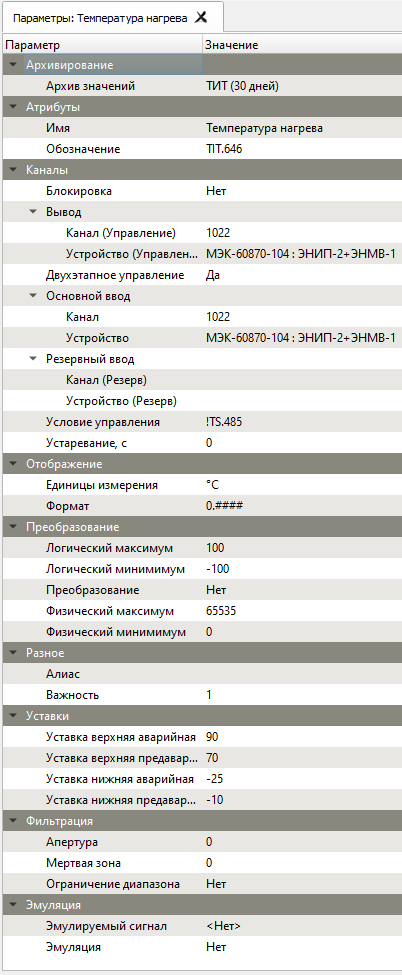 Параметры: Температура нагрева
Параметр Значение
Архивирование
Архив значений ТИТ (30 дней)
Атрибуты
Имя Температура нагрева
Обозначение TIT.646
Каналы
Блокировка Нет
Вывод
Канал (Управление) 1022
Устройство (Управлен... МЭК-60870-104 : ЭНИП-2+ЭНМВ-1
Двухэтапное управление Да
Основной ввод
Канал 1022
Устройство МЭК-60870-104 : ЭНИП-2+ЭНМВ-1
Резервный ввод
Канал (Резерв)
Устройство (Резерв)
Условие управления !TS.485
Устаревание, с 0
Отображение
Единицы измерения °C
Формат 0.####
Преобразование
Логический максимум 100
Логический минимимум -100
Преобразование Нет
Физический максимум 65535
Физический минимимум 0
Разное
Алиас
Важность 1
Уставки
Уставка верхняя аварийная 90
Уставка верхняя предавар... 70
Уставка нижняя аварийная -25
Уставка нижняя предавар... -10
Фильтрация
Апертура 0
Мертвая зона 0
Ограничение диапазона Нет
Эмуляция
Эмулируемый сигнал <Нет>
Эмуляция Нет